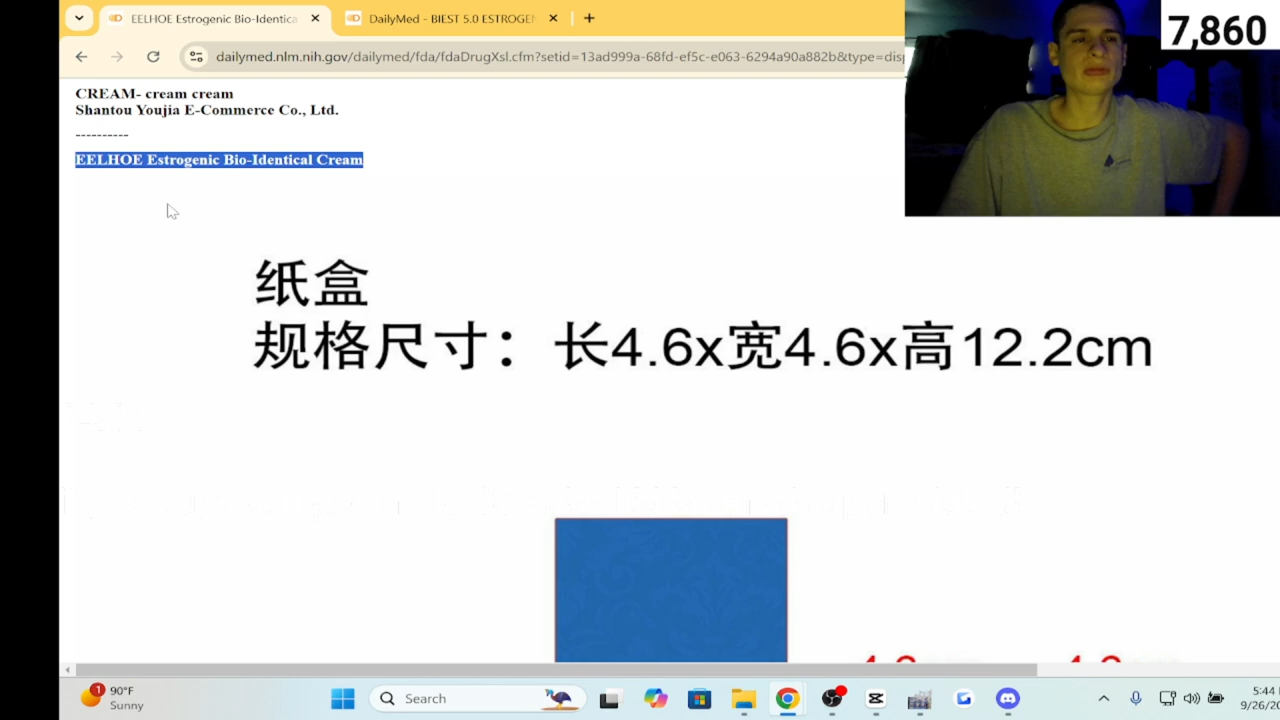 EELHOE Estrogenic Bio-Identica
DailyMed - BIEST 5.0 ESTROGEN
7,860
dailymed.nlm.nih.gov/dailymed/fda/fdaDrugXsl.cfm?setid=13ad999a-68fd-ef5c-e063-6294a90a882b&type=disp
CREAM- cream cream
Shantou Youjia E-Commerce Co., Ltd.
----------
EELHOE Estrogenic Bio-Identical Cream
纸盒
规格尺寸：长4.6x宽4.6x高12.2cm
1
90°F
Sunny
Search
5:44
9/26/20